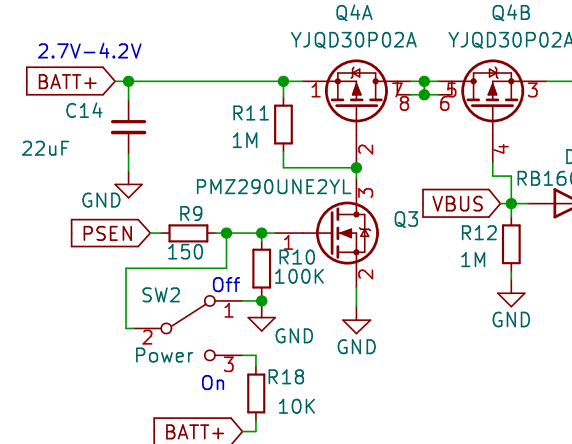 Q4A
Q4B
YJQD30P02A
YJQD30P02A
2.7V-4.2V
BATT+
1
7
8
5
6
3
C14
22uF
R11
1M
2
4
GND
PMZ290UNE2YL
3
RB160
VBUS
PSEN
R9
150
1
Q3
R12
1M
R10
100K
2
Off
SW2
1
2
GND
GND
GND
Power
3
On
R18
10K
BATT+